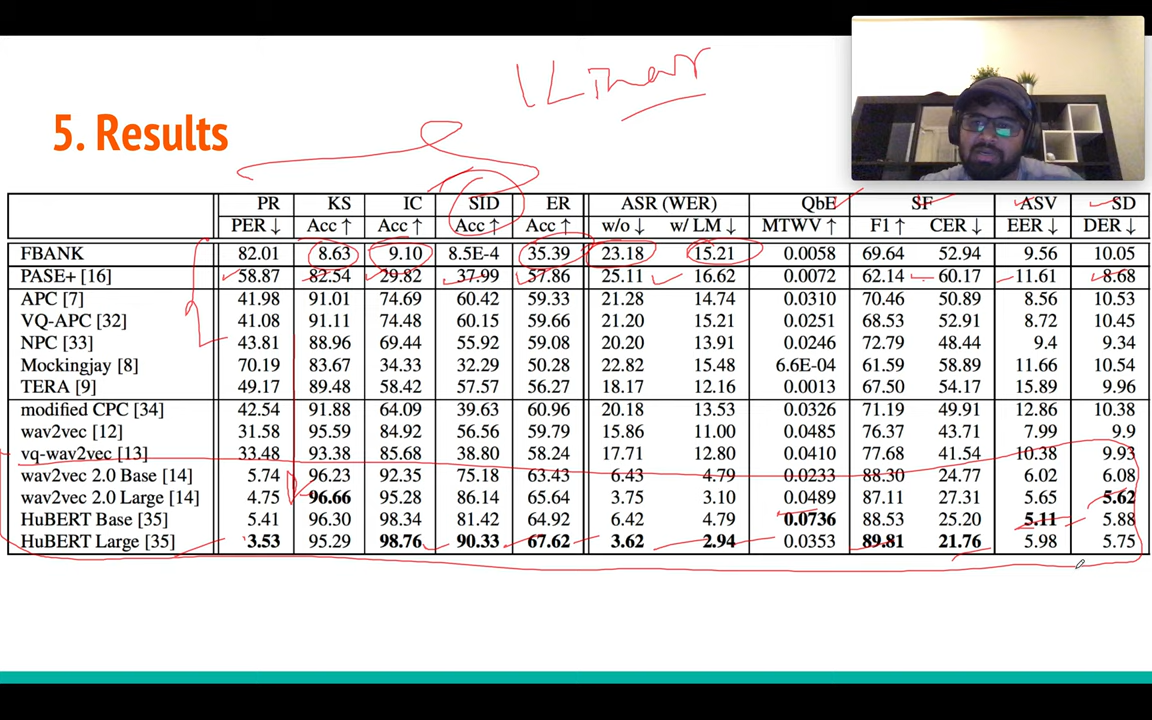 1 Linear
5. Results
PR KS IC SID ER ASR (WER) QbE SF ASV SD
PER ↓ Acc ↑ Acc ↑ Acc ↑ Acc ↑ w/o ↓ w/ LM ↓ MTWV ↑ F1 ↑ CER ↓ EER ↓ DER ↓
FBANK 82.01 8.63 9.10 8.5E-4 35.39 23.18 15.21 0.0058 69.64 52.94 9.56 10.05
PASE+ [16] 58.87 82.54 29.82 37.99 57.86 25.11 16.62 0.0072 62.14 60.17 11.61 8.68
APC [7] 41.98 91.01 74.69 60.42 59.33 21.28 14.74 0.0310 70.46 50.89 8.56 10.53
VQ-APC [32] 41.08 91.11 74.48 60.15 59.66 21.20 15.21 0.0251 68.53 52.91 8.72 10.45
NPC [33] 43.81 88.96 69.44 55.92 59.08 20.20 13.91 0.0246 72.79 48.44 9.4 9.34
Mockingjay [8] 70.19 83.67 34.33 32.29 50.28 22.82 15.48 6.6E-04 61.59 58.89 11.66 10.54
TERA [9] 49.17 89.48 58.42 57.57 56.27 18.17 12.16 0.0013 67.50 54.17 15.89 9.96
modified CPC [34] 42.54 91.88 64.09 39.63 60.96 20.18 13.53 0.0326 71.19 49.91 12.86 10.38
wav2vec [12] 31.58 95.59 84.92 56.56 59.79 15.86 11.00 0.0485 76.37 43.71 7.99 9.9
vq-wav2vec [13] 33.48 93.38 85.68 38.80 58.24 17.71 12.80 0.0410 77.68 41.54 10.38 9.93
wav2vec 2.0 Base [14] 5.74 96.23 92.35 75.18 63.43 6.43 4.79 0.0233 88.30 24.77 6.02 6.08
wav2vec 2.0 Large [14] 4.75 96.66 95.28 86.14 65.64 3.75 3.10 0.0489 87.11 27.31 5.65 5.62
HuBERT Base [35] 5.41 96.30 98.34 81.42 64.92 6.42 4.79 0.0736 88.53 25.20 5.11 5.88
HuBERT Large [35] 3.53 95.29 98.76 90.33 67.62 3.62 2.94 0.0353 89.81 21.76 5.98 5.75